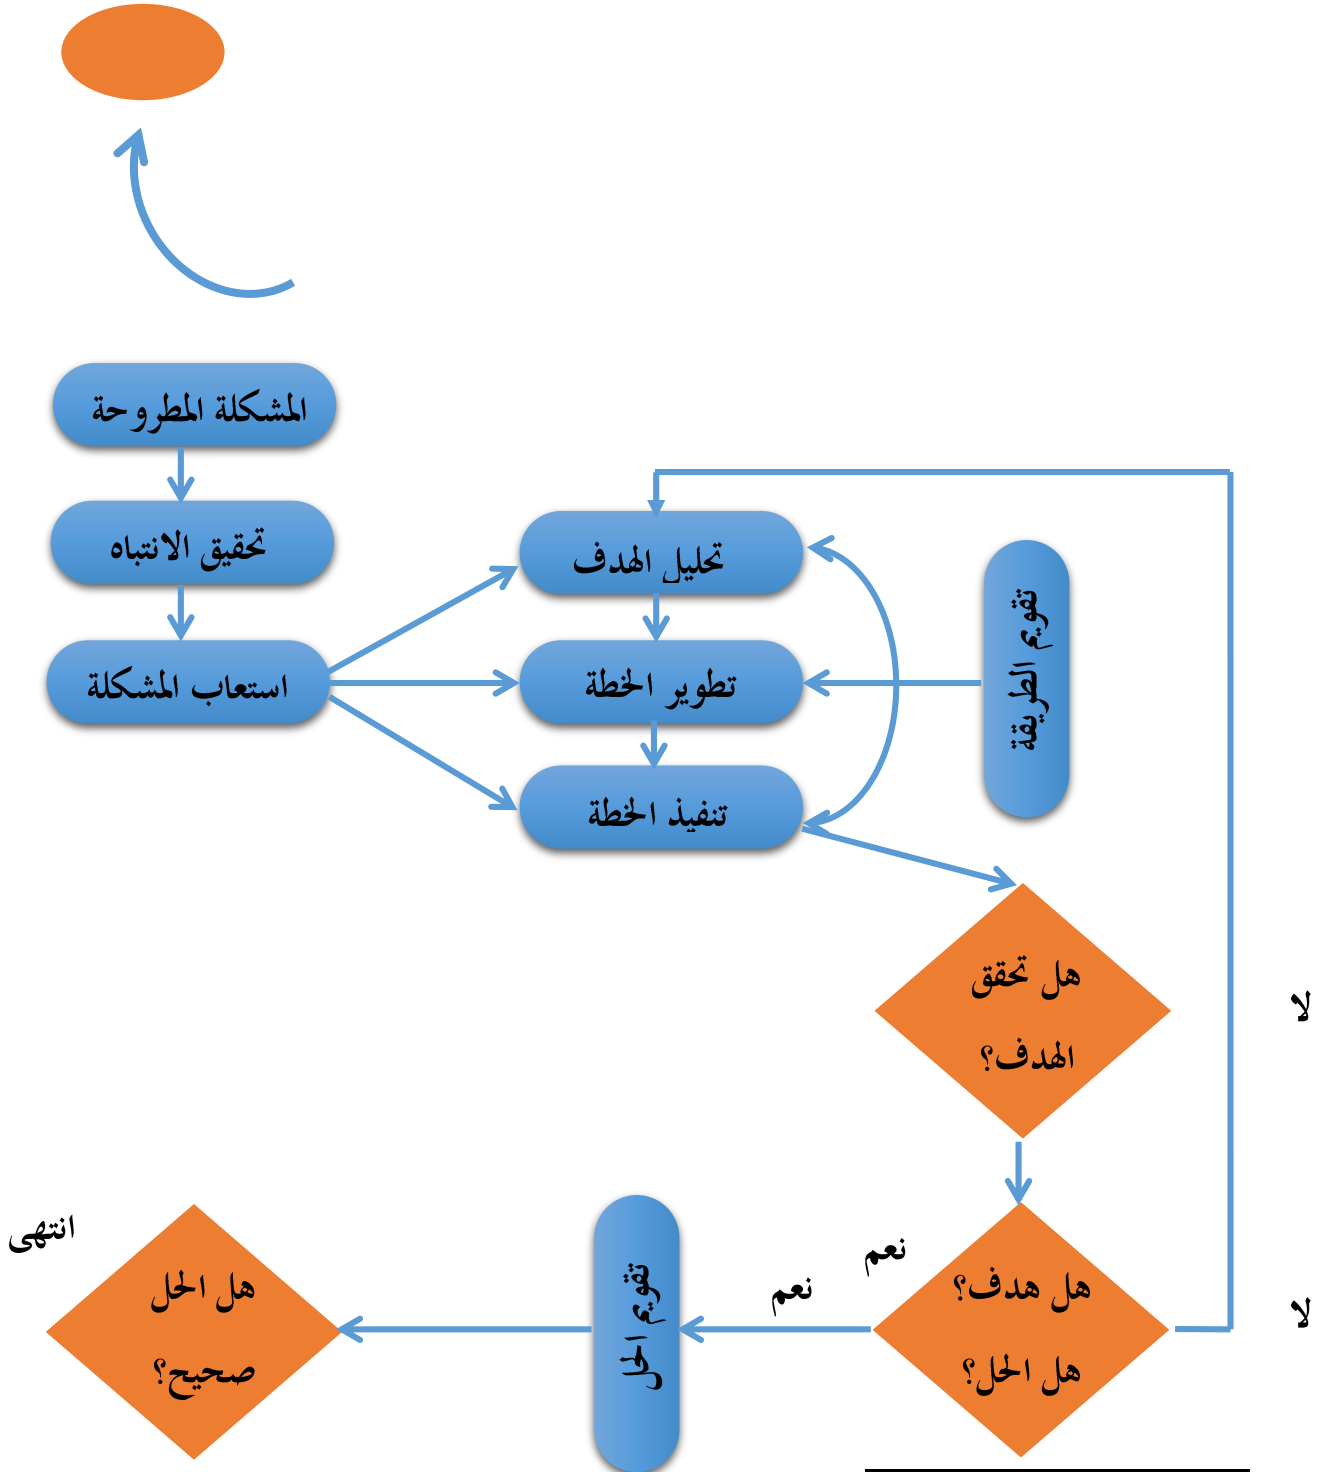 المشكلة المطروحة
تحقيق الانتباه
استعاب المشكلة
تحليل الهدف
تطوير الخطة
تنفيذ الخطة
تقويم الطريقة
هل تحقق
الهدف؟
لا
هل هدف؟
هل الحل؟
لا
نعم
نعم
تقويم الحل
هل الحل
صحيح؟
انتهى